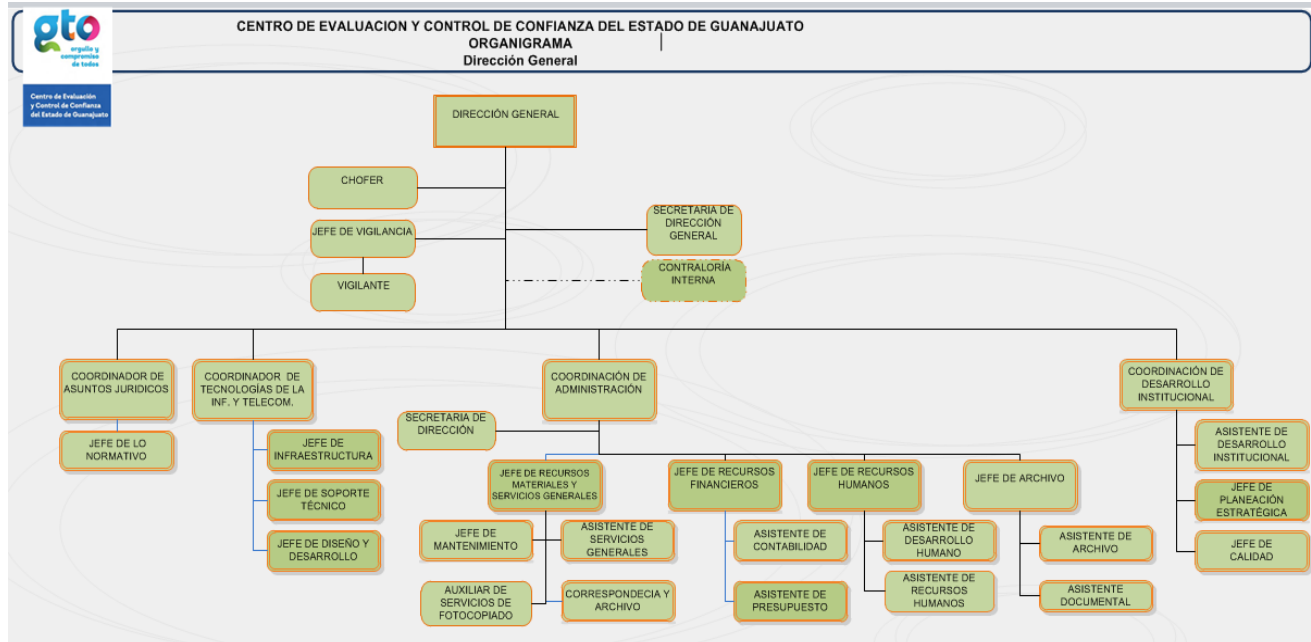 gto
orgullo y
compromiso
de todos
Centro de Evaluación
y Control de Confianza
del Estado de Guanajuato
CENTRO DE EVALUACION Y CONTROL DE CONFIANZA DEL ESTADO DE GUANAJUATO
ORGANIGRAMA
Dirección General
DIRECCIÓN GENERAL
CHOFER
SECRETARIA DE
DIRECCIÓN
GENERAL
JEFE DE VIGILANCIA
CONTRALORÍA
INTERNA
VIGILANTE
COORDINADOR DE
ASUNTOS JURIDICOS
COORDINADOR DE
TECNOLOGÍAS DE LA
INF. Y TELECOM.
COORDINACIÓN DE
ADMINISTRACIÓN
COORDINACIÓN DE
DESARROLLO
INSTITUCIONAL
JEFE DE LO
NORMATIVO
JEFE DE
INFRAESTRUCTURA
JEFE DE SOPORTE
TÉCNICO
JEFE DE DISEÑO Y
DESARROLLO
SECRETARIA DE
DIRECCIÓN
JEFE DE RECURSOS
MATERIALES Y
SERVICIOS GENERALES
JEFE DE RECURSOS
FINANCIEROS
JEFE DE RECURSOS
HUMANOS
JEFE DE ARCHIVO
JEFE DE
MANTENIMIENTO
ASISTENTE DE
SERVICIOS
GENERALES
AUXILIAR DE
SERVICIOS DE
FOTOCOPIADO
CORRESPONDECIA Y
ARCHIVO
ASISTENTE DE
CONTABILIDAD
ASISTENTE DE
PRESUPUESTO
ASISTENTE DE
DESARROLLO
HUMANO
ASISTENTE DE
RECURSOS
HUMANOS
ASISTENTE DE
ARCHIVO
ASISTENTE
DOCUMENTAL
ASISTENTE DE
DESARROLLO
INSTITUCIONAL
JEFE DE
PLANEACIÓN
ESTRATÉGICA
JEFE DE
CALIDAD